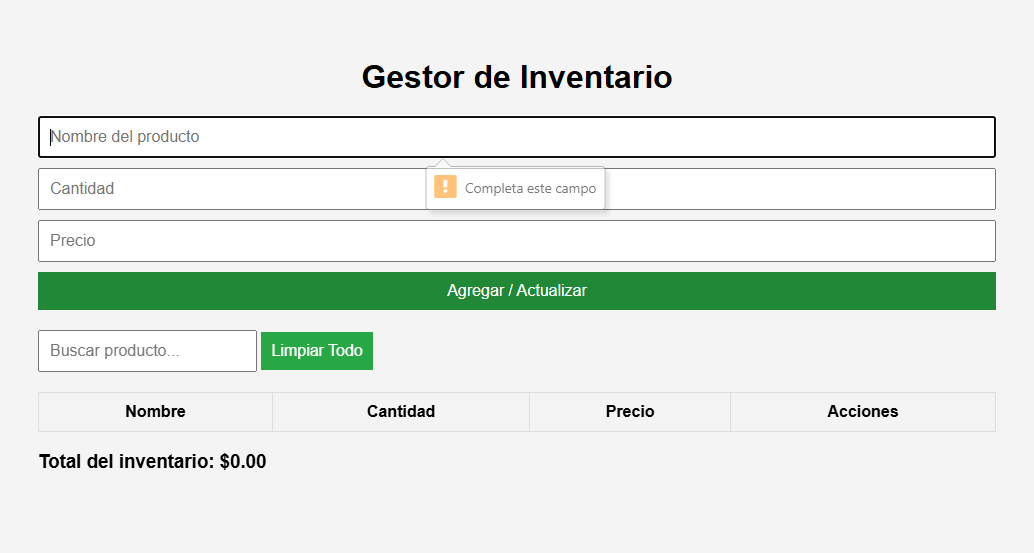 Gestor de Inventario
Nombre del producto
Completa este campo
Cantidad
Precio
Agregar / Actualizar
Buscar producto... Limpiar Todo
Nombre Cantidad Precio Acciones
Total del inventario: $0.00